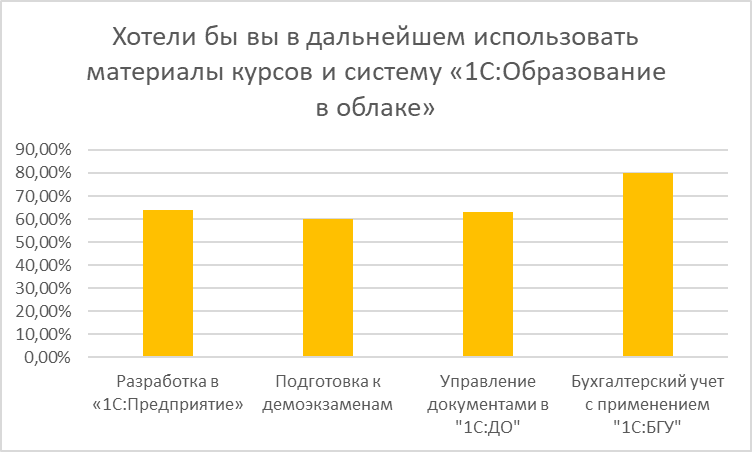 Хотели бы вы в дальнейшем использовать
материалы курсов и систему «1С:Образование
в облаке»
90,00%
80,00%
70,00%
60,00%
50,00%
40,00%
30,00%
20,00%
10,00%
0,00%
Разработка в
«1С:Предприятие»
Подготовка к
демоэкзаменам
Управление
документами в
"1С:ДО"
Бухгалтерский учет
с применением
"1С:БГУ"